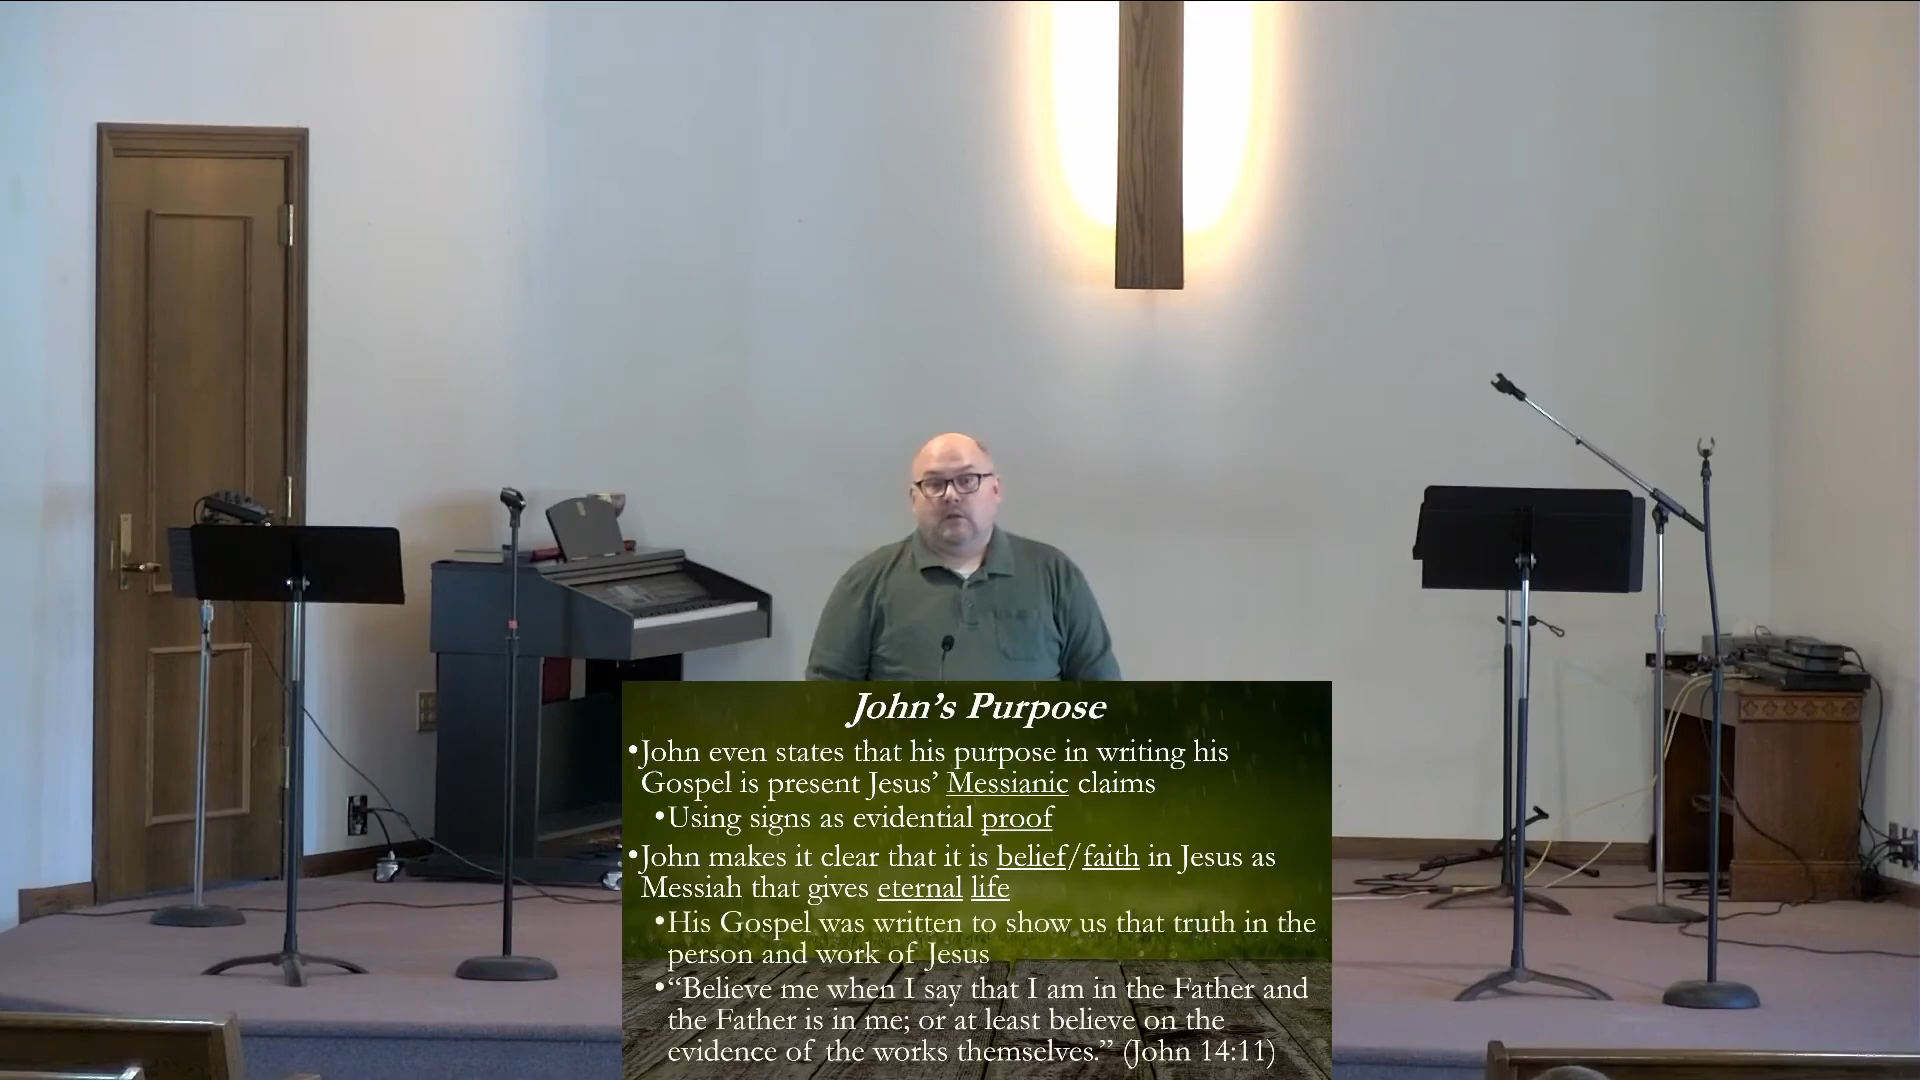 John's Purpose
•John even states that his purpose in writing his
Gospel is present Jesus' Messianic claims
•Using signs as evidential proof
•John makes it clear that it is belief/faith in Jesus as
Messiah that gives eternal life
•His Gospel was written to show us that truth in the
person and work of Jesus
•“Believe me when I say that I am in the Father and
the Father is in me; or at least believe on the
evidence of the works themselves.” (John 14:11)